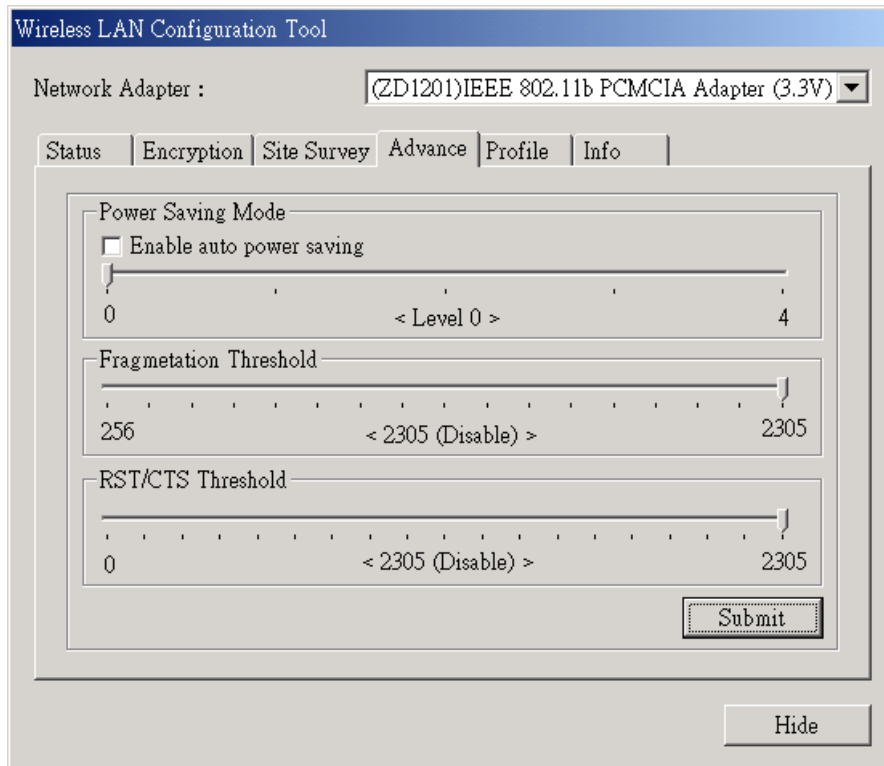 Wireless LAN Configuration Tool
Network Adapter :
(ZD1201)IEEE 802.11b PCMCIA Adapter (3.3V)
Status Encryption Site Survey Advance Profile Info
Power Saving Mode
Enable auto power saving
0 < Level 0 > 4
Fragmetation Threshold
256 < 2305 (Disable) > 2305
RST/CTS Threshold
0 < 2305 (Disable) > 2305
Submit
Hide